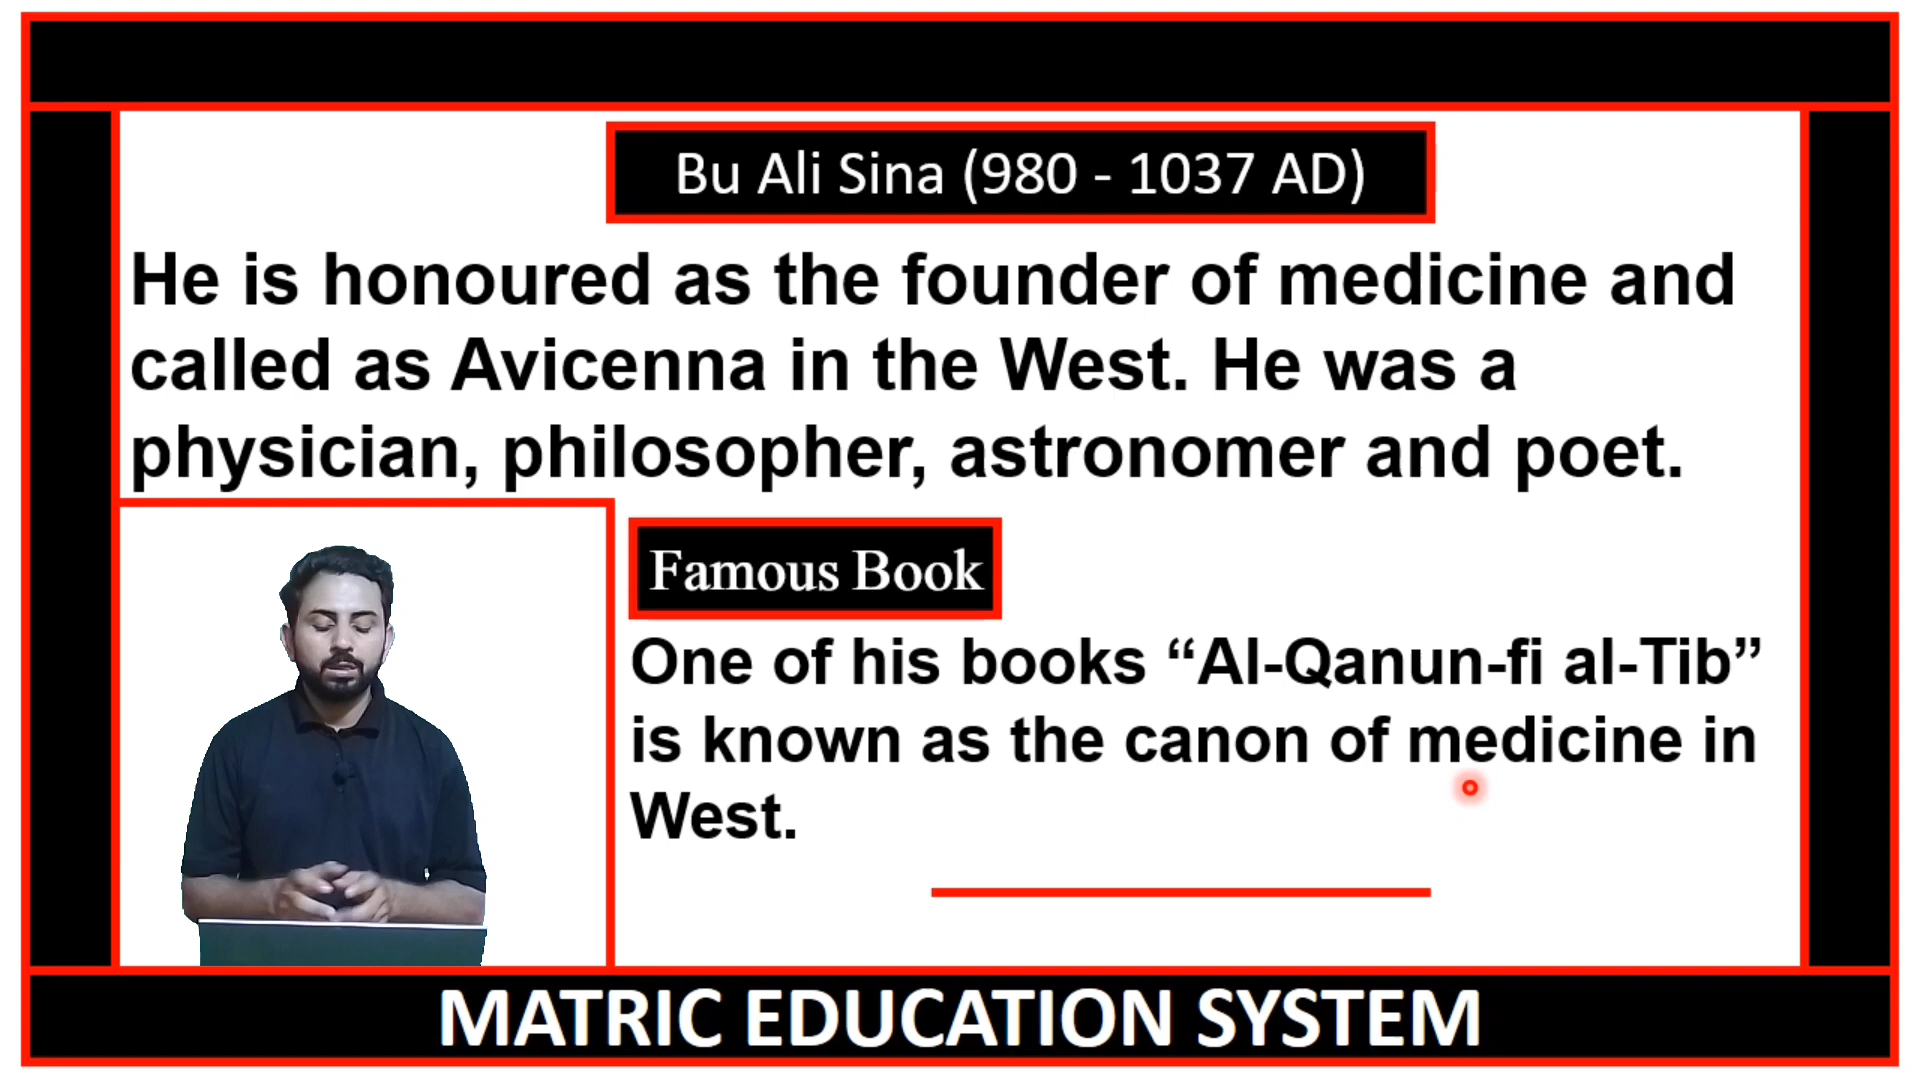 Bu Ali Sina (980 - 1037 AD)
He is honoured as the founder of medicine and
called as Avicenna in the West. He was a
physician, philosopher, astronomer and poet.
Famous Book
One of his books “Al-Qanun-fi al-Tib”
is known as the canon of medicine in
West.
MATRIC EDUCATION SYSTEM